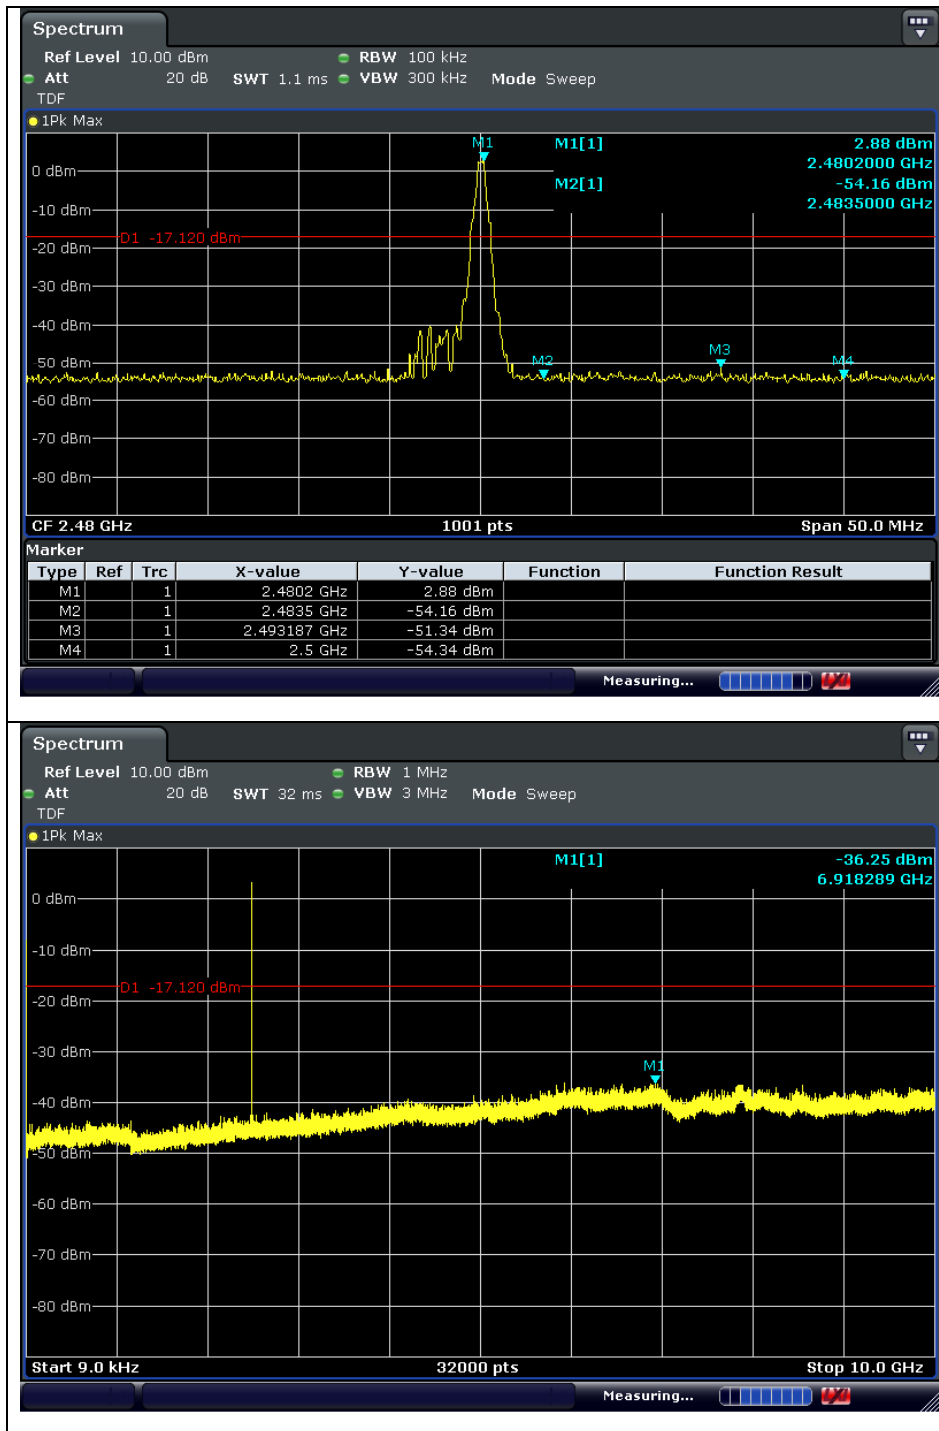 Spectrum
Ref Level 10.00 dBm RBW 100 kHz
Att 20 dB SWT 1.1 ms VBW 300 kHz Mode Sweep
TDF
1Pk Max
M1 M1[1] 2.88 dBm
2.4802000 GHz
0 dBm
M2[1] -54.16 dBm
2.4835000 GHz
-10 dBm
D1 -17.120 dBm
-20 dBm
-30 dBm
-40 dBm
M3
-50 dBm M2 M4
-60 dBm
-70 dBm
-80 dBm
CF 2.48 GHz 1001 pts Span 50.0 MHz
Marker
Type Ref Trc X-value Y-value Function Function Result
M1 1 2.4802 GHz 2.88 dBm
M2 1 2.4835 GHz -54.16 dBm
M3 1 2.493187 GHz -51.34 dBm
M4 1 2.5 GHz -54.34 dBm
Measuring...
Spectrum
Ref Level 10.00 dBm RBW 1 MHz
Att 20 dB SWT 32 ms VBW 3 MHz Mode Sweep
TDF
1Pk Max
M1[1] -36.25 dBm
6.918289 GHz
0 dBm
-10 dBm
D1 -17.120 dBm
-20 dBm
-30 dBm
M1
-40 dBm
-50 dBm
-60 dBm
-70 dBm
-80 dBm
Start 9.0 kHz 32000 pts Stop 10.0 GHz
Measuring...